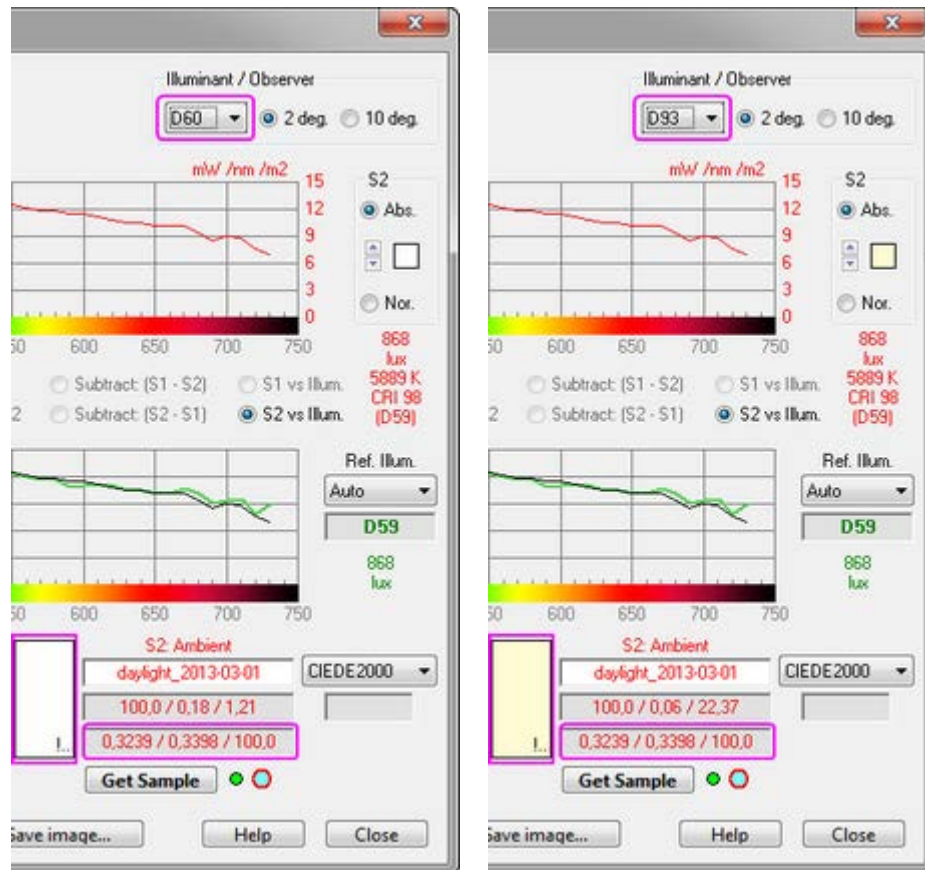 Illuminant / Observer
D60 2 deg. 10 deg.
mW /nm /m2
15
12
9
6
3
0
S2
Abs.
Nor.
50 600 650 700 750
868
lux
5889 K
CRI 98
(D59)
Subtract: (S1 - S2) S1 vs Illum.
2 Subtract: (S2 - S1) S2 vs Illum.
Ref. Illum.
Auto
D59
868
lux
50 600 650 700 750
S2: Ambient
daylight_2013-03-01 CIEDE2000
100,0 / 0,18 / 1,21
0,3239 / 0,3398 / 100,0
!..
Get Sample
Save image... Help Close
Illuminant / Observer
D93 2 deg. 10 deg.
mW /nm /m2
15
12
9
6
3
0
S2
Abs.
Nor.
50 600 650 700 750
868
lux
5889 K
CRI 98
(D59)
Subtract: (S1 - S2) S1 vs Illum.
2 Subtract: (S2 - S1) S2 vs Illum.
Ref. Illum.
Auto
D59
868
lux
50 600 650 700 750
S2: Ambient
daylight_2013-03-01 CIEDE2000
100,0 / 0,06 / 22,37
0,3239 / 0,3398 / 100,0
!..
Get Sample
Save image... Help Close